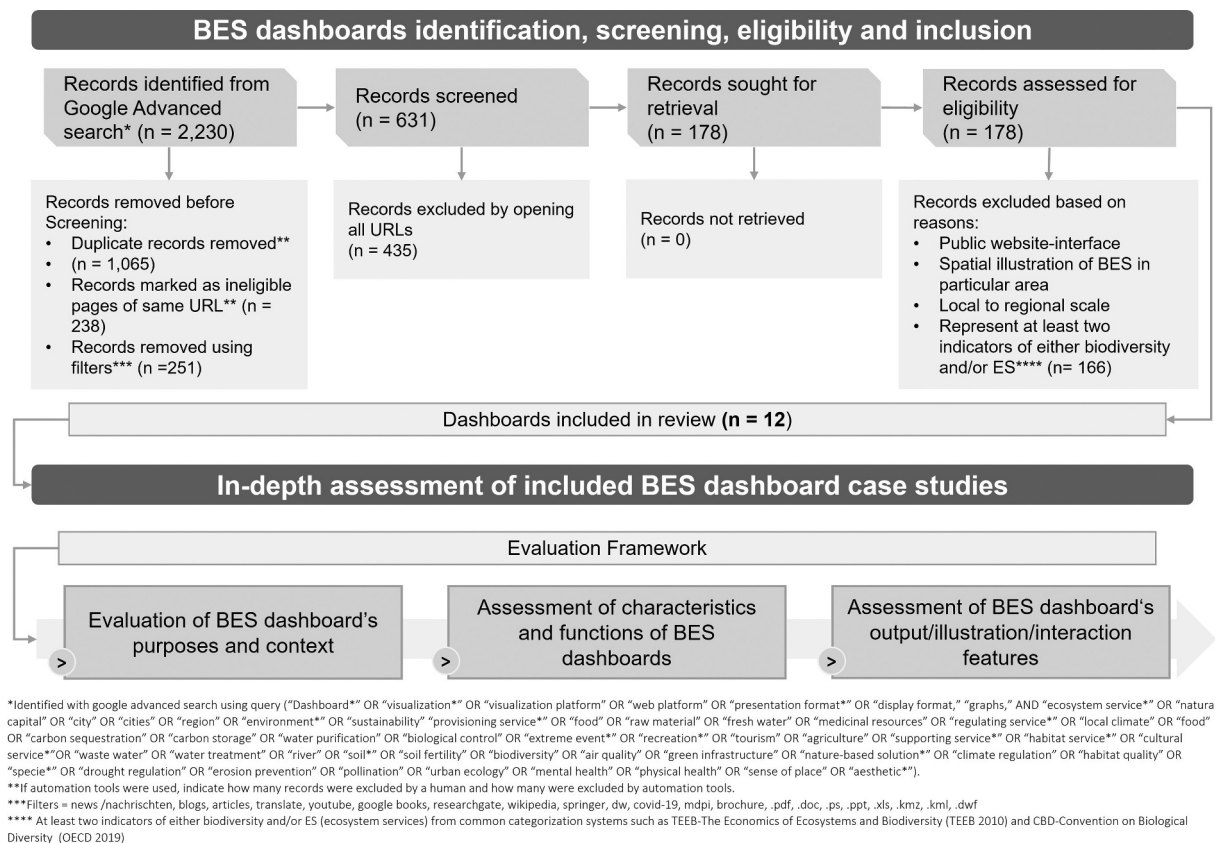 BES dashboards identification, screening, eligibility and inclusion
Records identified from
Google Advanced
search* (n = 2,230)
Records screened
(n = 631)
Records sought for
retrieval
(n = 178)
Records assessed for
eligibility
(n = 178)
Records removed before
Screening:
• Duplicate records removed**
• (n = 1,065)
• Records marked as ineligible
pages of same URL** (n =
238)
• Records removed using
filters*** (n =251)
Records excluded by opening
all URLs
(n = 435)
Records not retrieved
(n = 0)
Records excluded based on
reasons:
• Public website-interface
• Spatial illustration of BES in
particular area
• Local to regional scale
• Represent at least two
indicators of either biodiversity
and/or ES**** (n= 166)
Dashboards included in review (n = 12)
In-depth assessment of included BES dashboard case studies
Evaluation Framework
Evaluation of BES dashboard's
purposes and context
>
Assessment of characteristics
and functions of BES
dashboards
>
Assessment of BES dashboard‘s
output/illustration/interaction
features
>
*Identified with google advanced search using query (“Dashboard*” OR “visualization*” OR “visualization platform” OR “web platform” OR “presentation format*” OR “display format,” “graphs,” AND “ecosystem service*” OR “natura
capital” OR “city” OR “cities” OR “region” OR “environment*” OR “sustainability” “provisioning service*” OR “food” OR “raw material” OR “fresh water” OR “medicinal resources” OR “regulating service*” OR “local climate” OR “food”
OR “carbon sequestration” OR “carbon storage” OR “water purification” OR “biological control” OR “extreme event*” OR “recreation*” OR “tourism” OR “agriculture” OR “supporting service*” OR “habitat service*” OR “cultural
service*”OR “waste water” OR “water treatment” OR “river” OR “soil*” OR “soil fertility” OR “biodiversity” OR “air quality” OR “green infrastructure” OR “nature-based solution*” OR “climate regulation” OR “habitat quality” OR
“specie*” OR “drought regulation” OR “erosion prevention” OR “pollination” OR “urban ecology” OR “mental health” OR “physical health” OR “sense of place” OR “aesthetic*”).
**If automation tools were used, indicate how many records were excluded by a human and how many were excluded by automation tools.
***Filters = news /nachrischten, blogs, articles, translate, youtube, google books, researchgate, wikipedia, springer, dw, covid-19, mdpi, brochure, .pdf, .doc, .ps, .ppt, .xls, .kmz, .kml, .dwf
**** At least two indicators of either biodiversity and/or ES (ecosystem services) from common categorization systems such as TEEB-The Economics of Ecosystems and Biodiversity (TEEB 2010) and CBD-Convention on Biological
Diversity (OECD 2019)